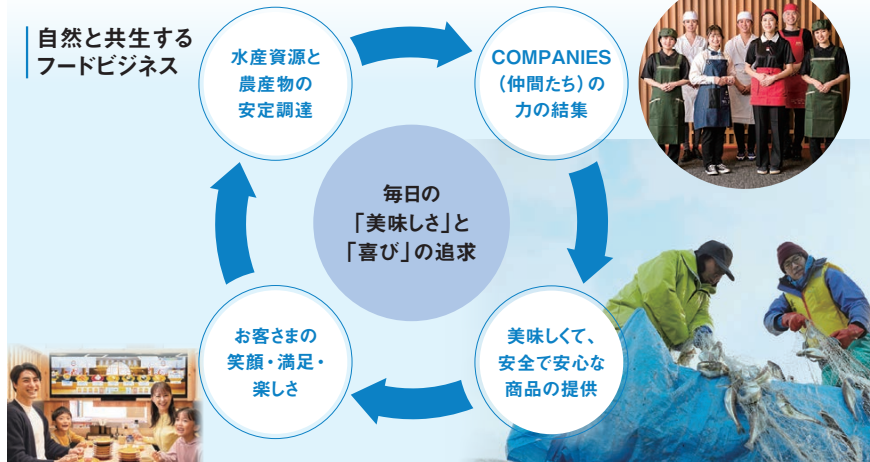 自然と共生する
フードビジネス
水産資源と
農産物の
安定調達
COMPANIES
（仲間たち）の
力の結集
毎日の
「美味しさ」と
「喜び」の追求
お客さまの
笑顔・満足・
楽しさ
美味しくて、
安全で安心な
商品の提供